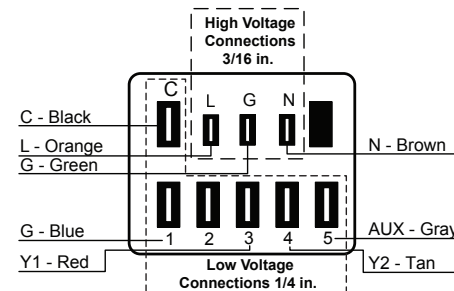 High Voltage
Connections
3/16 in.
C
L G N
C - Black
L - Orange
G - Green
N - Brown
G - Blue
1 2 3 4 5
AUX - Gray
Y1 - Red
Y2 - Tan
Low Voltage
Connections 1/4 in.